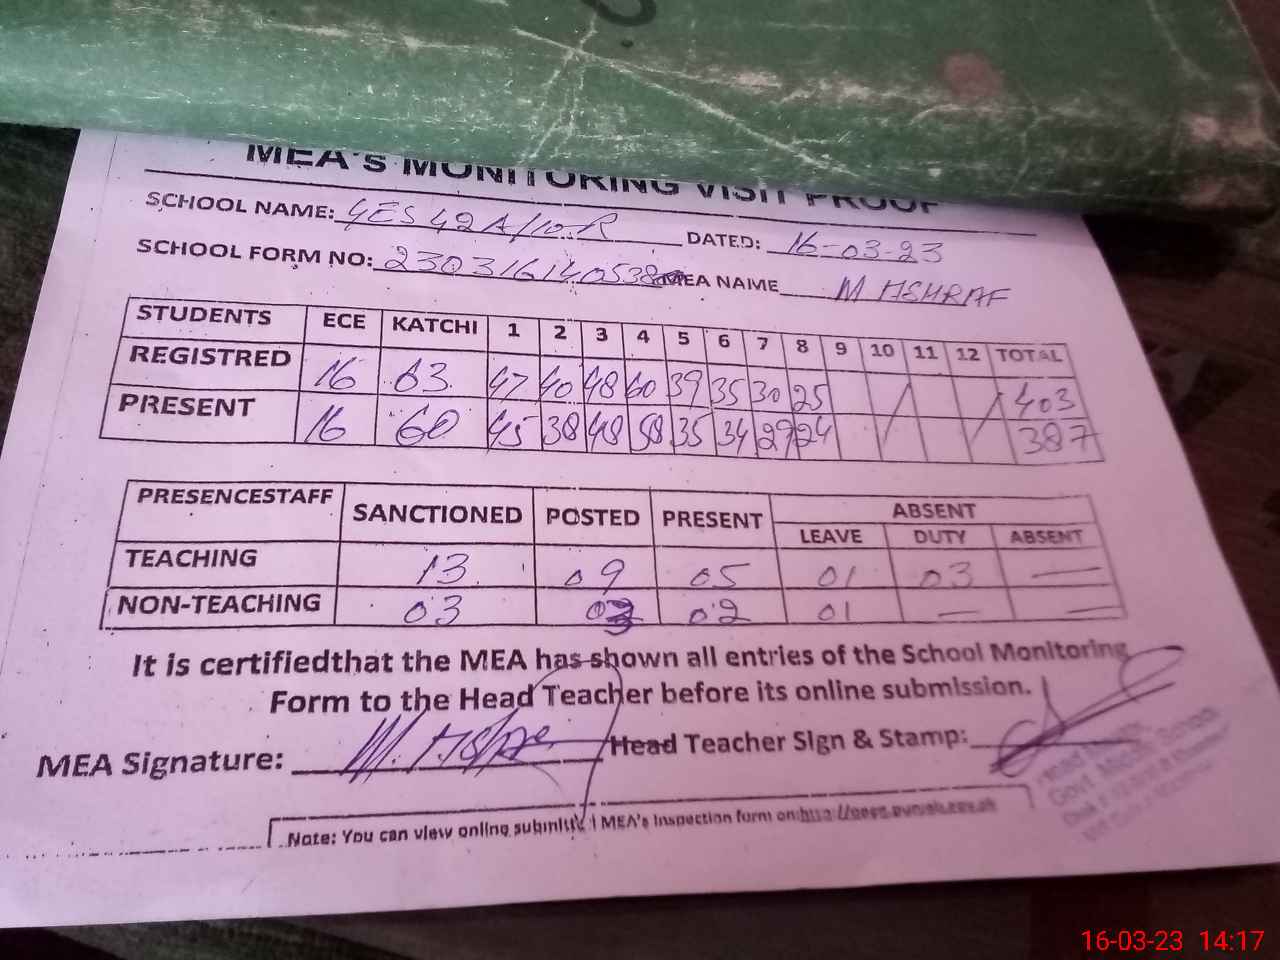 MEA's MONITORING VISIT PROOF
SCHOOL NAME: GES 42 A/10.R DATED: 16-03-23
SCHOOL FORM NO: 230316140538 MEA NAME M ASHRAF
STUDENTS ECE KATCHI 1 2 3 4 5 6 7 8 9 10 11 12 TOTAL
REGISTRED 16 63 47 40 48 60 39 35 30 25 403
PRESENT 16 60 45 38 48 58 35 34 29 24 387
PRESENCESTAFF SANCTIONED POSTED PRESENT ABSENT
LEAVE DUTY ABSENT
TEACHING 13 09 05 01 03 —
NON-TEACHING 03 03 02 01 — —
It is certifiedthat the MEA has shown all entries of the School Monitoring
Form to the Head Teacher before its online submission.
MEA Signature: M. Ashraf Head Teacher Sign & Stamp:
Govt. School
Note: You can view online submitted MEA's Inspection form on:
16-03-23 14:17